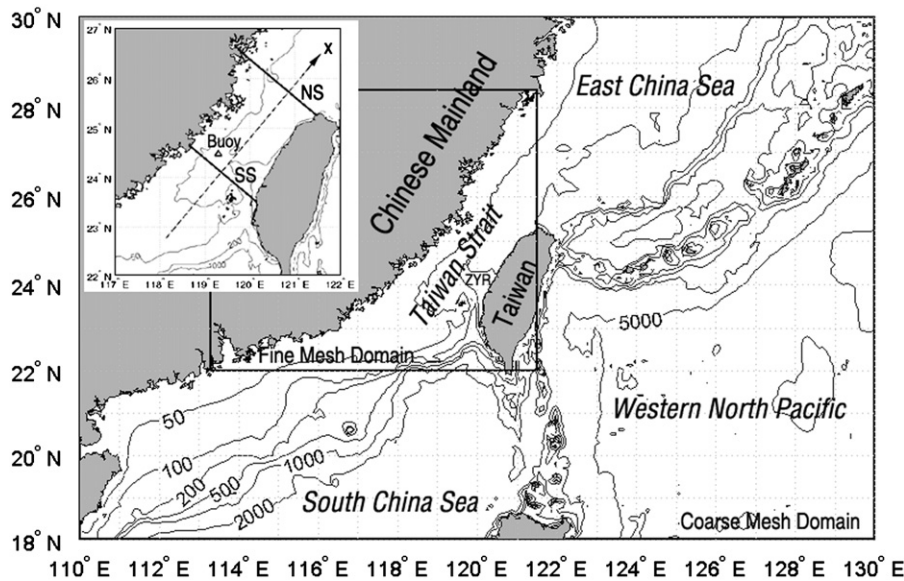 30° N
28° N
26° N
24° N
22° N
20° N
18° N
110° E
112° E
114° E
116° E
118° E
120° E
122° E
124° E
126° E
128° E
130° E
27° N
26° N
25° N
24° N
23° N
22° N
117° E
118° E
119° E
120° E
121° E
122° E
X
NS
Buoy
SS
200
Chinese Mainland
East China Sea
Taiwan Strait
ZYR
Taiwan
Fine Mesh Domain
5000
Western North Pacific
50
100
200
500
1000
2000
South China Sea
Coarse Mesh Domain